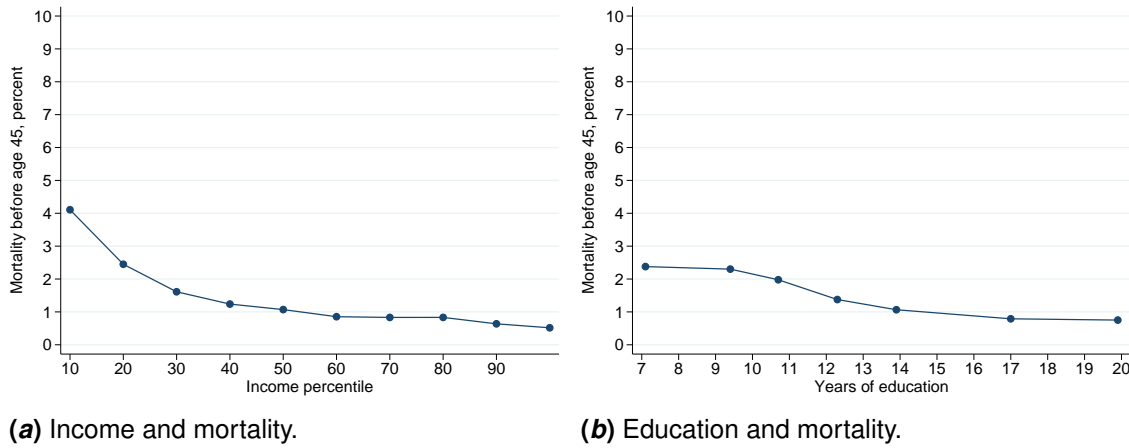 10
9
8
7
6
5
4
3
2
1
0
Mortality before age 45, percent
10 20 30 40 50 60 70 80 90
Income percentile
(a) Income and mortality.
10
9
8
7
6
5
4
3
2
1
0
Mortality before age 45, percent
7 8 9 10 11 12 13 14 15 16 17 18 19 20
Years of education
(b) Education and mortality.